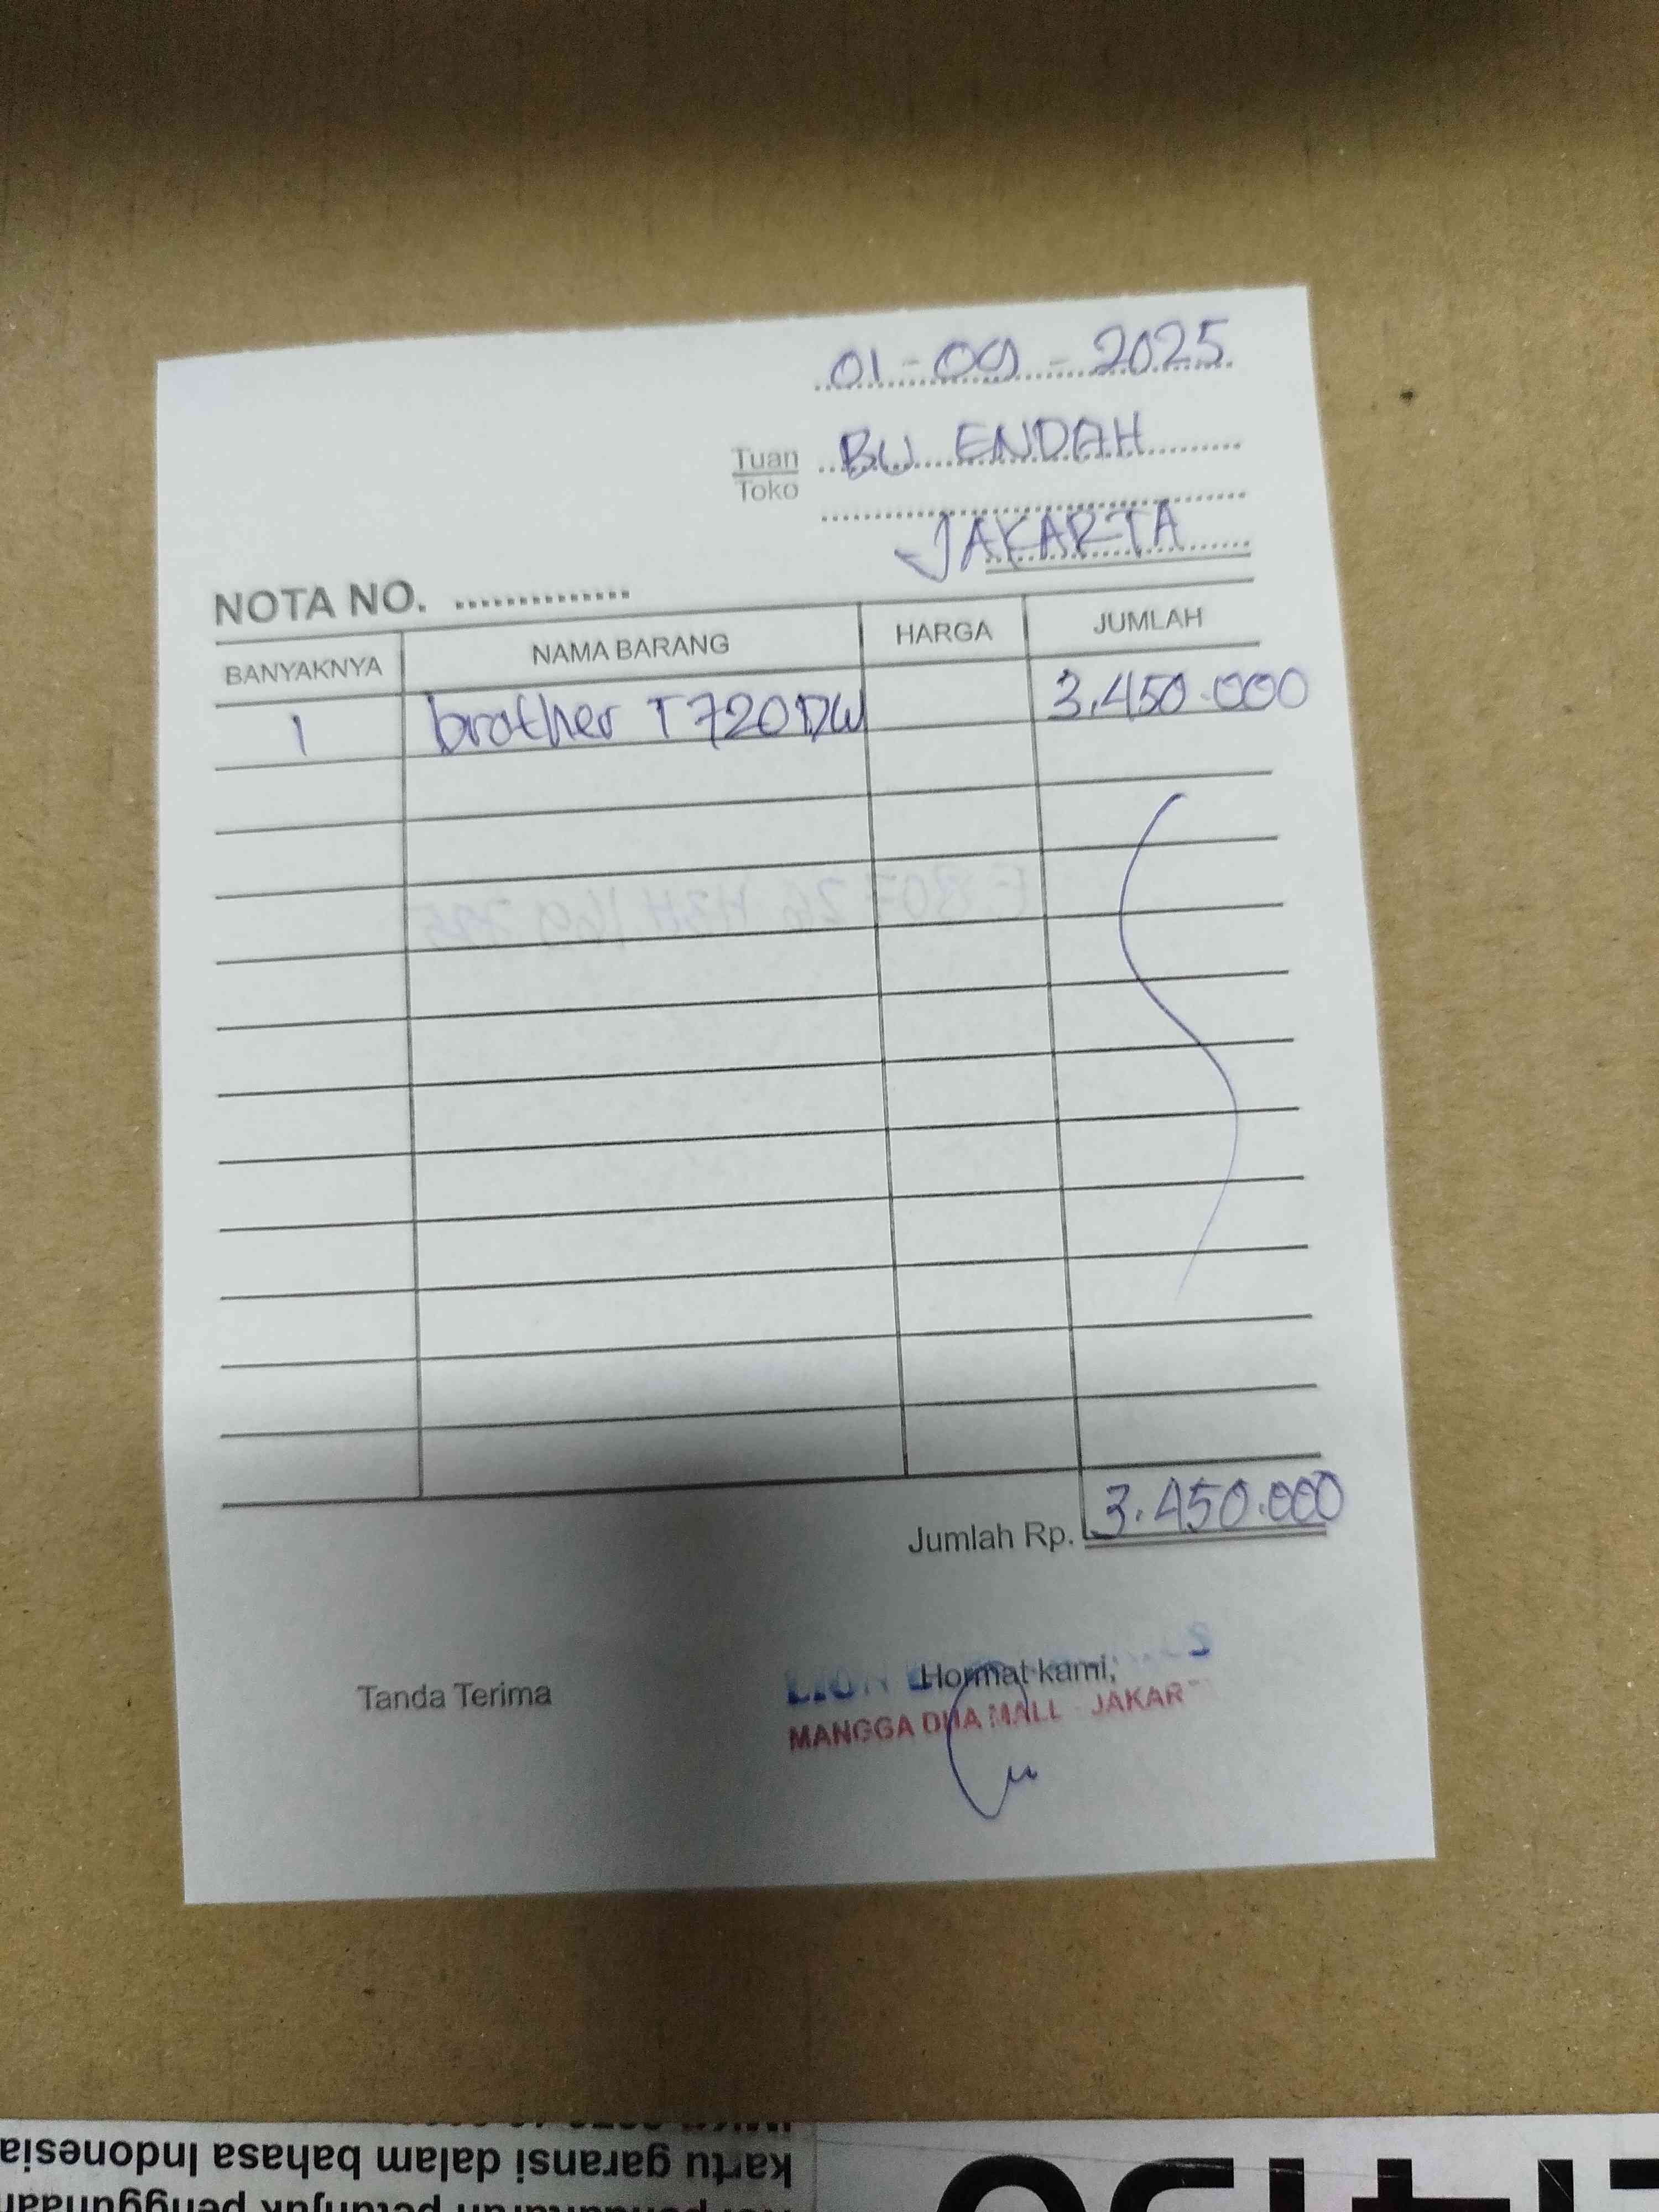 01-09-2025
Tuan BU ENDAH
Toko
JAKARTA
NOTA NO. ..............
BANYAKNYA NAMA BARANG HARGA JUMLAH
1 brother T720DW 3.450.000
Jumlah Rp. 3.450.000
Tanda Terima Hormat kami,
LION
MANGGA DUA MALL - JAKAR
kartu garansi dalam bahasa Indonesia
petunjuk